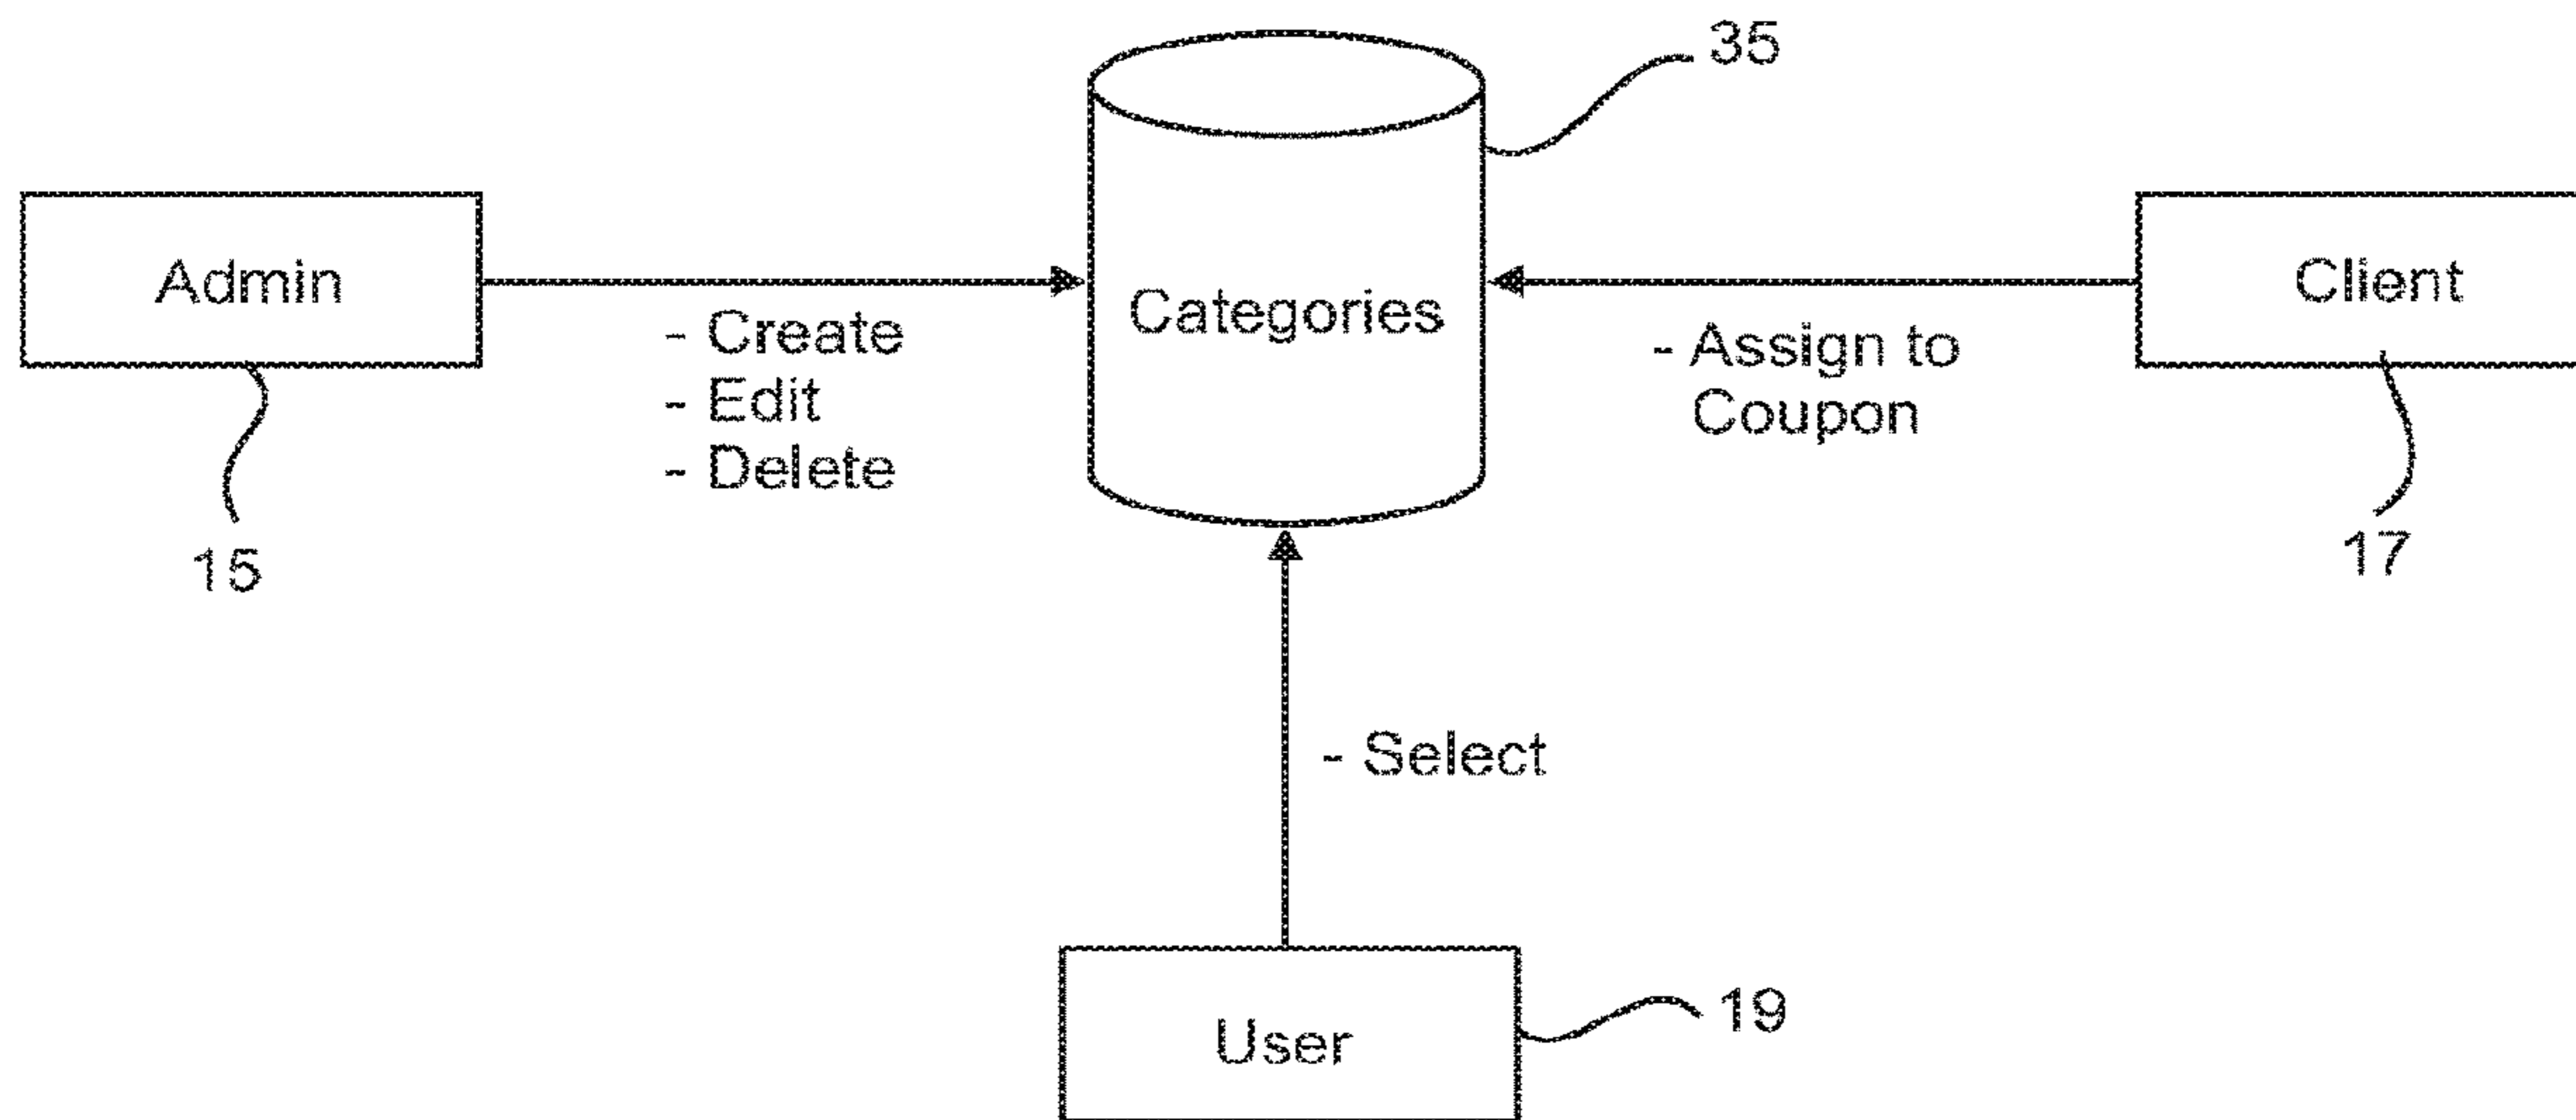 35
Admin
Categories
Client
- Create
- Edit
- Delete
- Assign to
Coupon
15
17
- Select
19
User